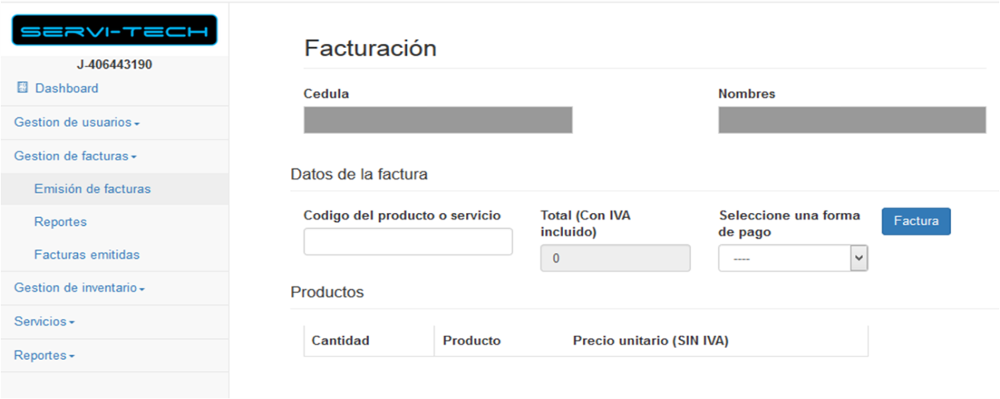 SERVI-TECH
J-406443190
Dashboard
Gestion de usuarios
Gestion de facturas
Emisión de facturas
Reportes
Facturas emitidas
Gestion de inventario
Servicios
Reportes
Facturación
Cedula
Nombres
Datos de la factura
Codigo del producto o servicio
Total (Con IVA
incluido)
0
Seleccione una forma
de pago
----
Factura
Productos
Cantidad
Producto
Precio unitario (SIN IVA)